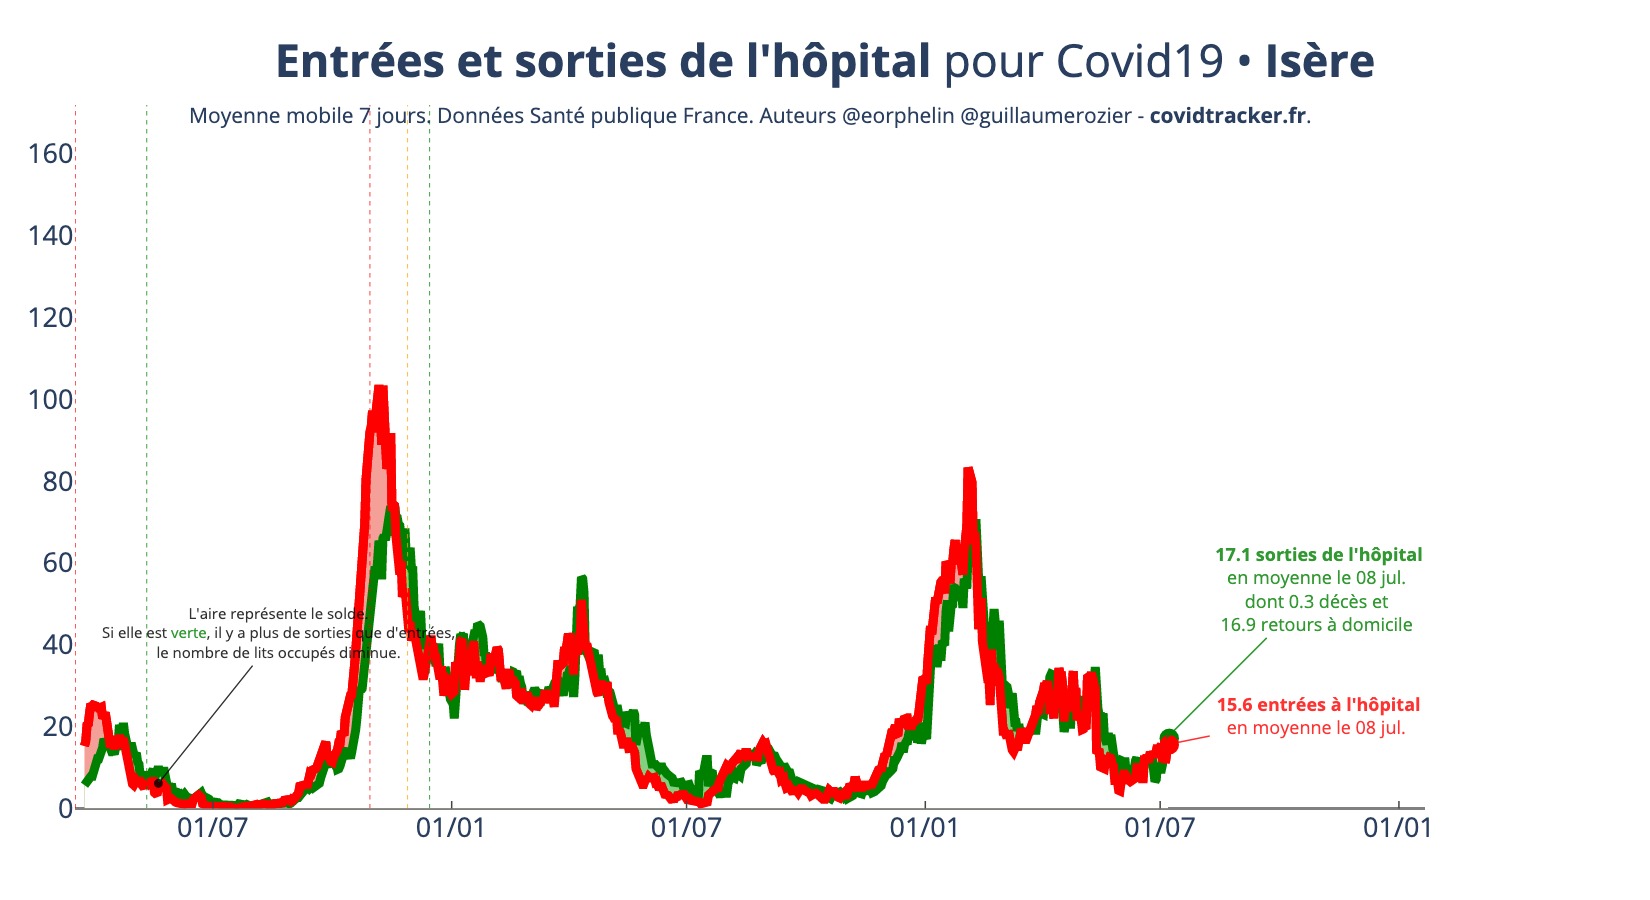 Entrées et sorties de l'hôpital pour Covid19 • Isère
Moyenne mobile 7 jours. Données Santé publique France. Auteurs @eorphelin @guillaumerozier - covidtracker.fr.
160
140
120
100
80
60
40
20
0
L'aire représente le solde.
Si elle est verte, il y a plus de sorties que d'entrées,
le nombre de lits occupés diminue.
17.1 sorties de l'hôpital
en moyenne le 08 jul.
dont 0.3 décès et
16.9 retours à domicile
15.6 entrées à l'hôpital
en moyenne le 08 jul.
01/07 01/01 01/07 01/01 01/07 01/01